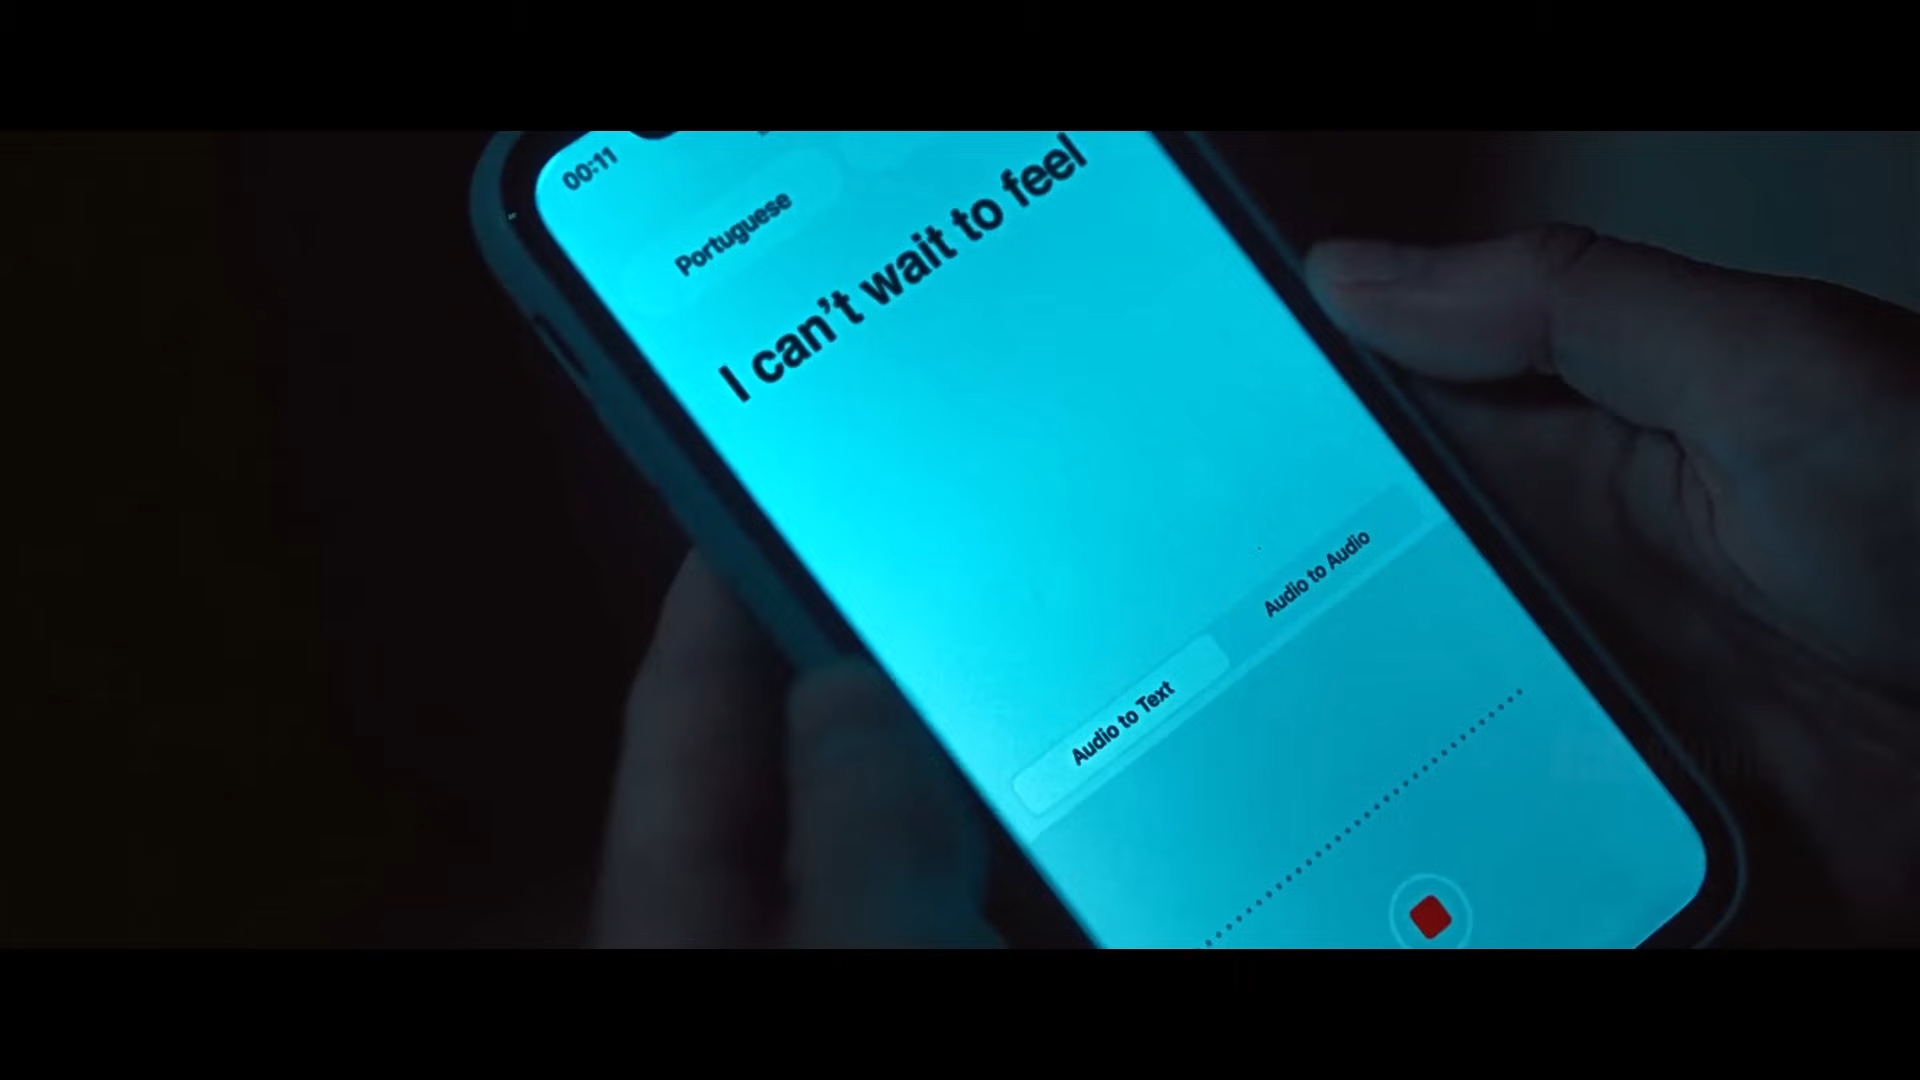 00:11
Portuguese
I can't wait to feel
Audio to Text
Audio to Audio